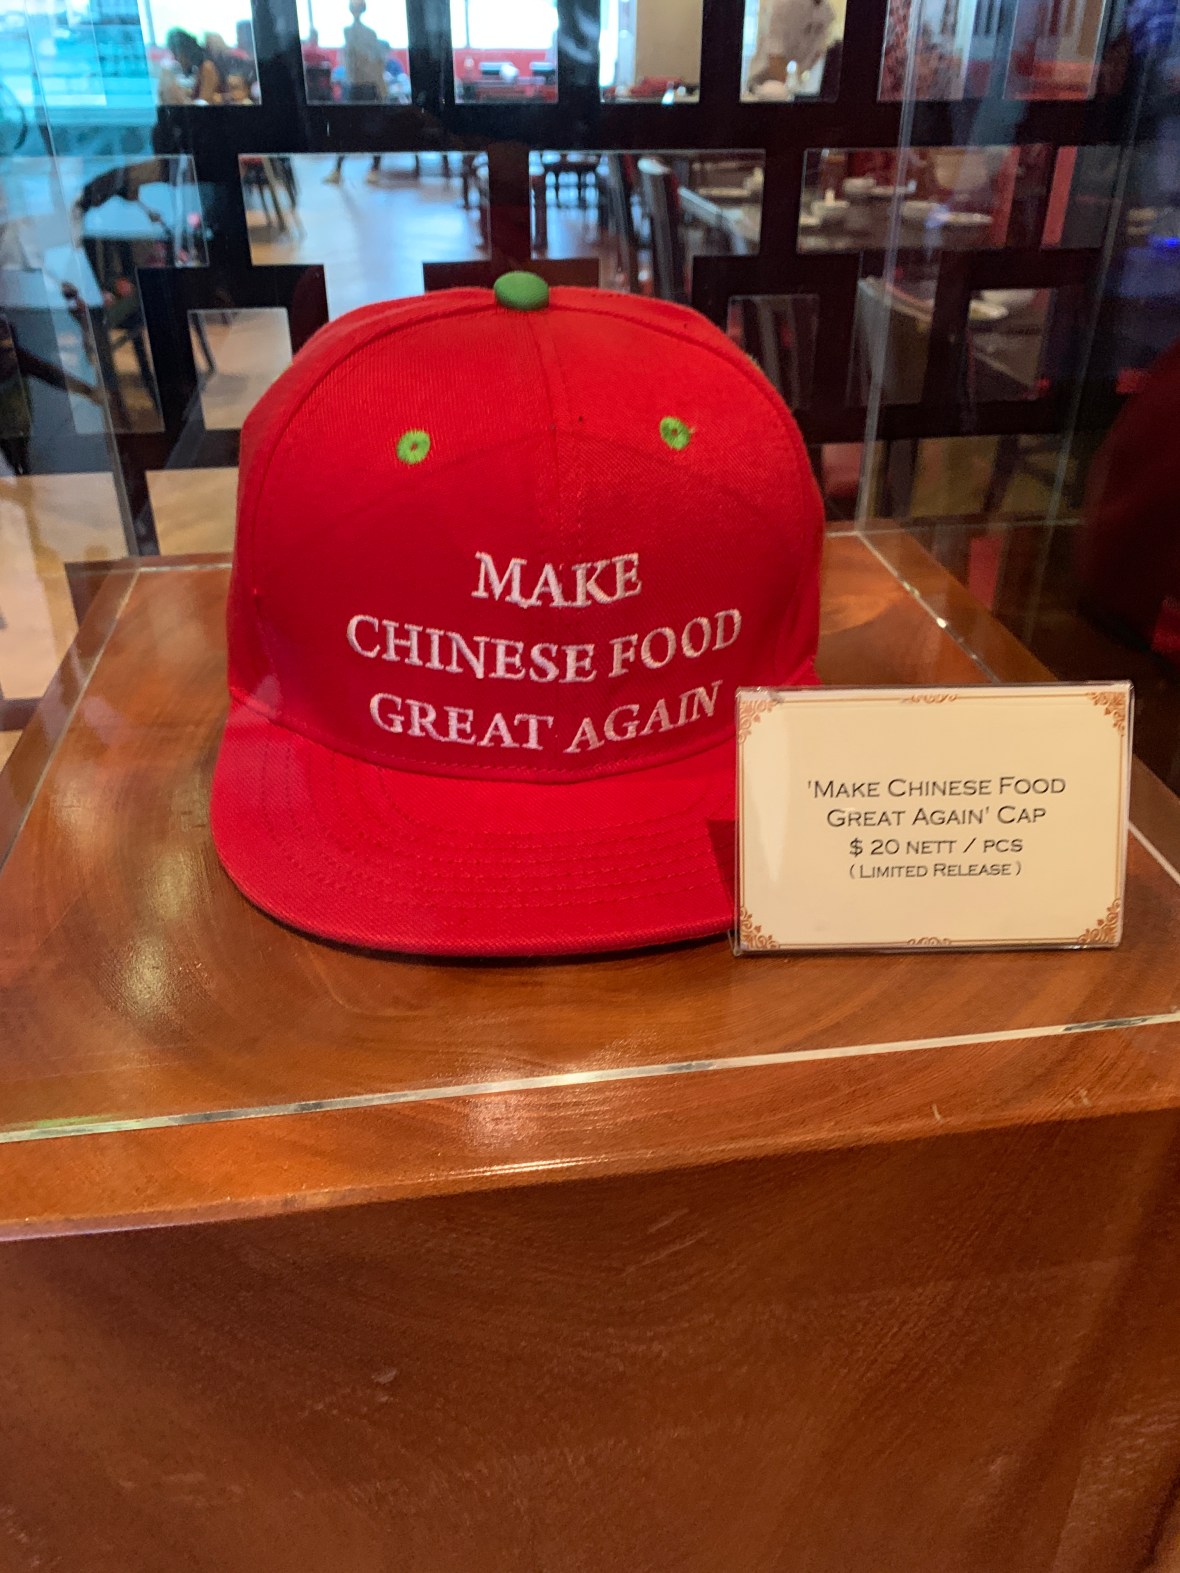 MAKE
CHINESE FOOD
GREAT AGAIN
'MAKE CHINESE FOOD
GREAT AGAIN' CAP
$ 20 NETT / PCS
( LIMITED RELEASE )